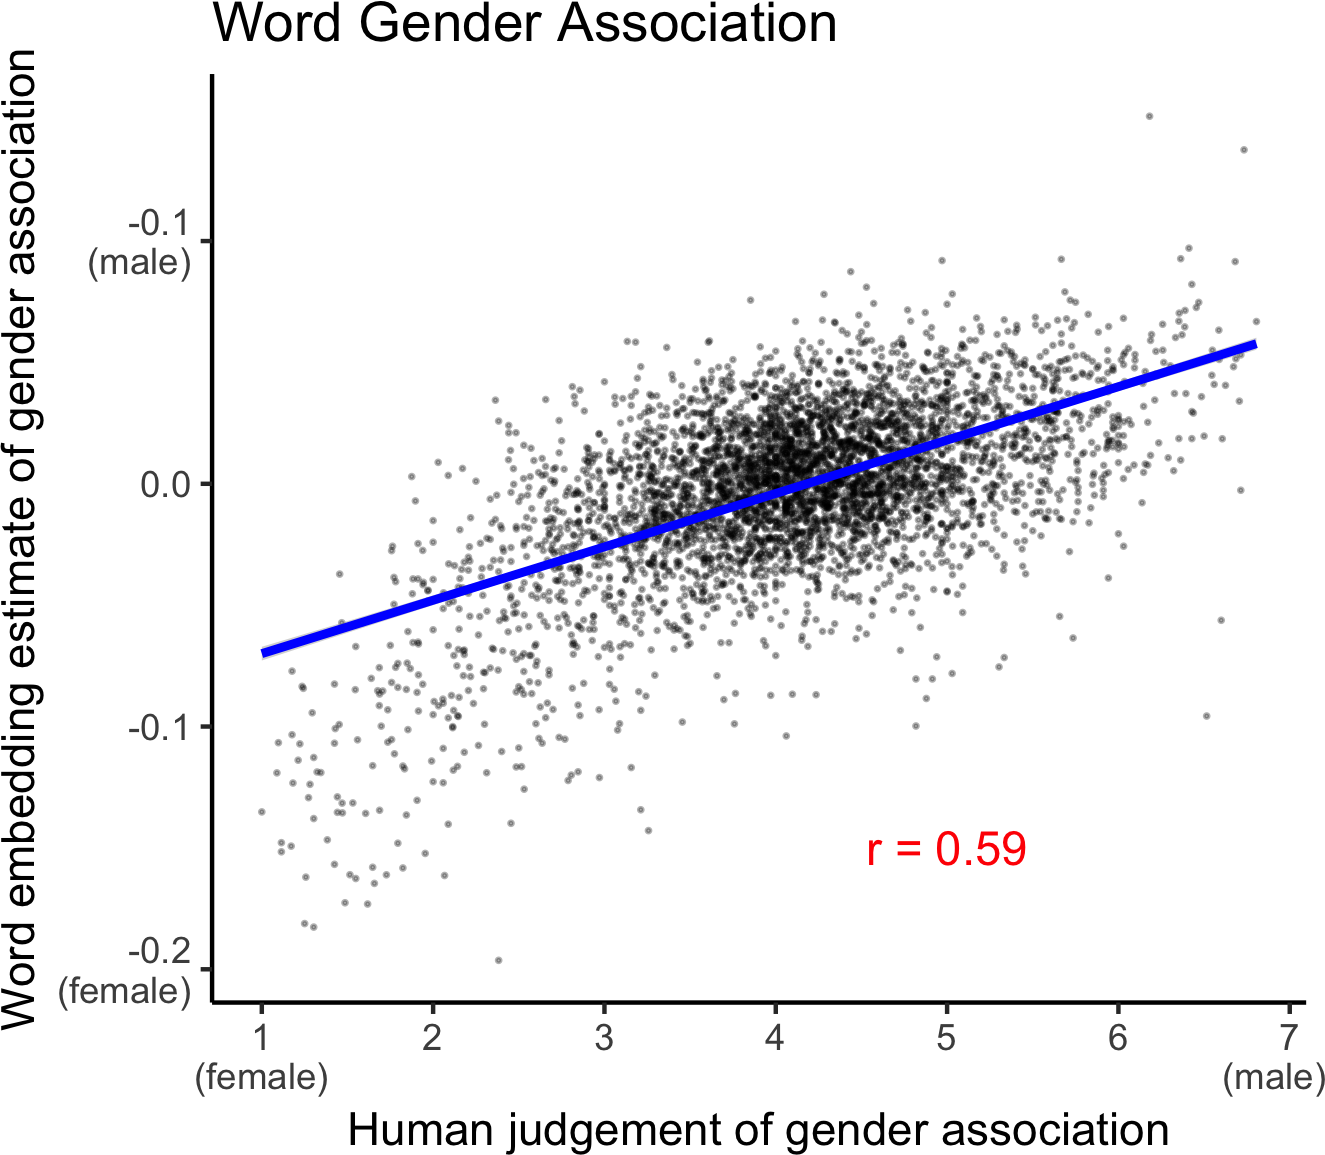 Word Gender Association
Word embedding estimate of gender association
-0.1
(male)
0.0
-0.1
-0.2
(female)
r = 0.59
1 2 3 4 5 6 7
(female) (male)
Human judgement of gender association